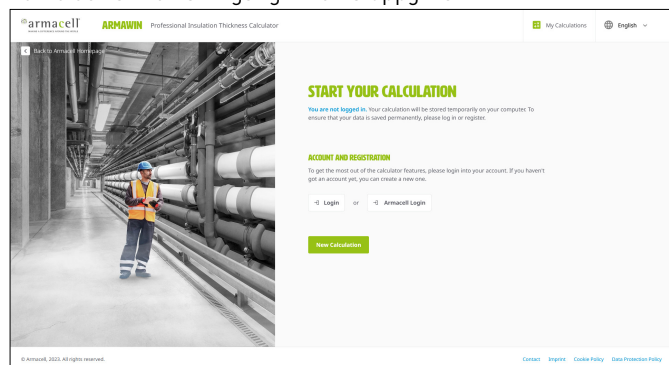 armacell
ARMAWIN
Professional Insulation Thickness Calculator
My Calculations
English
Back to Armacell Homepage
START YOUR CALCULATION
You are not logged in. Your calculation will be stored temporarily on your computer. To
ensure that your data is saved permanently, please log in or register.
ACCOUNT AND REGISTRATION
To get the most out of the calculator features, please login into your account. If you haven't
got an account yet, you can create a new one.
Login or Armacell Login
New Calculation
© Armacell, 2023. All rights reserved.
Contact Imprint Cookie Policy Data Protection Policy